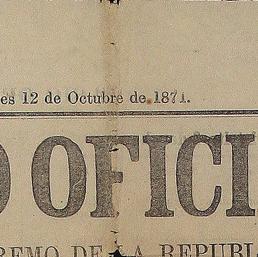 es 12 de Octubre de 1871.
O OFICI
REMO DE LA REPUBL